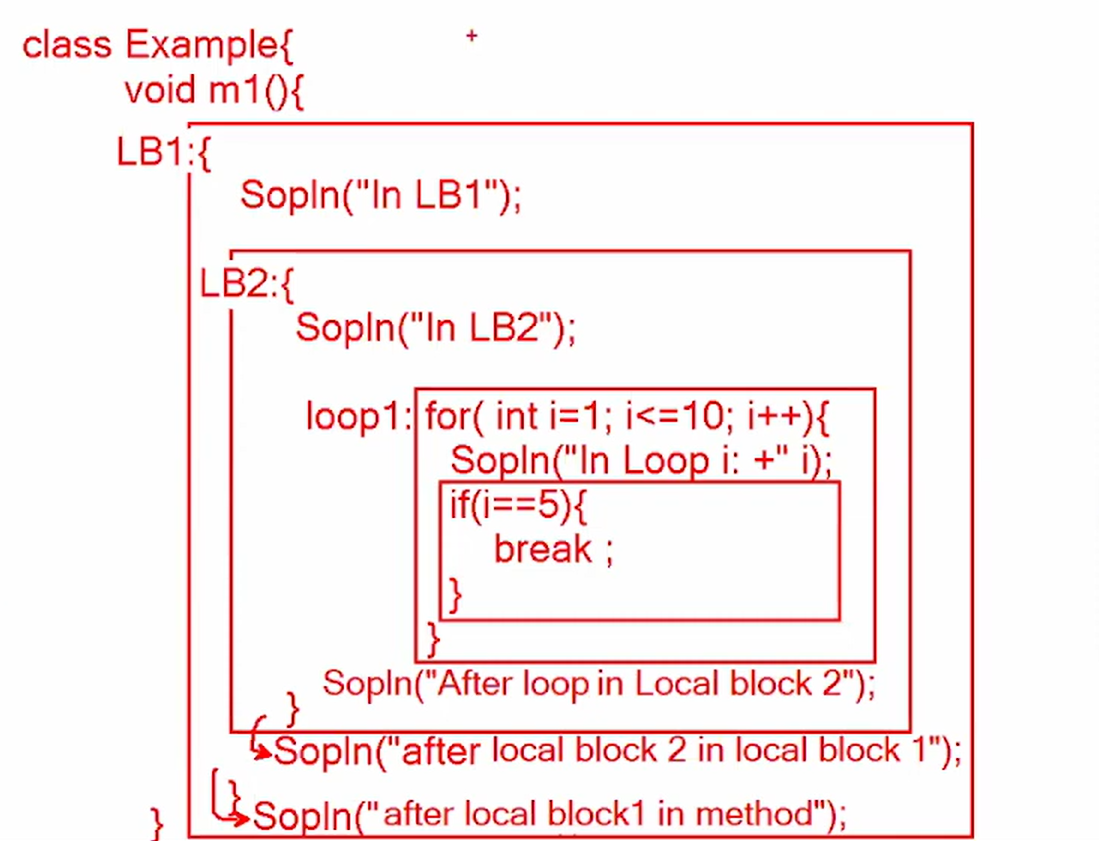 class Example{
void m1(){
LB1:{
Sopln("In LB1");
LB2:{
Sopln("In LB2");
loop1: for( int i=1; i<=10; i++){
Sopln("In Loop i: +" i);
if(i==5){
break ;
}
}
Sopln("After loop in Local block 2");
}
Sopln("after local block 2 in local block 1");
}
Sopln("after local block1 in method");
}